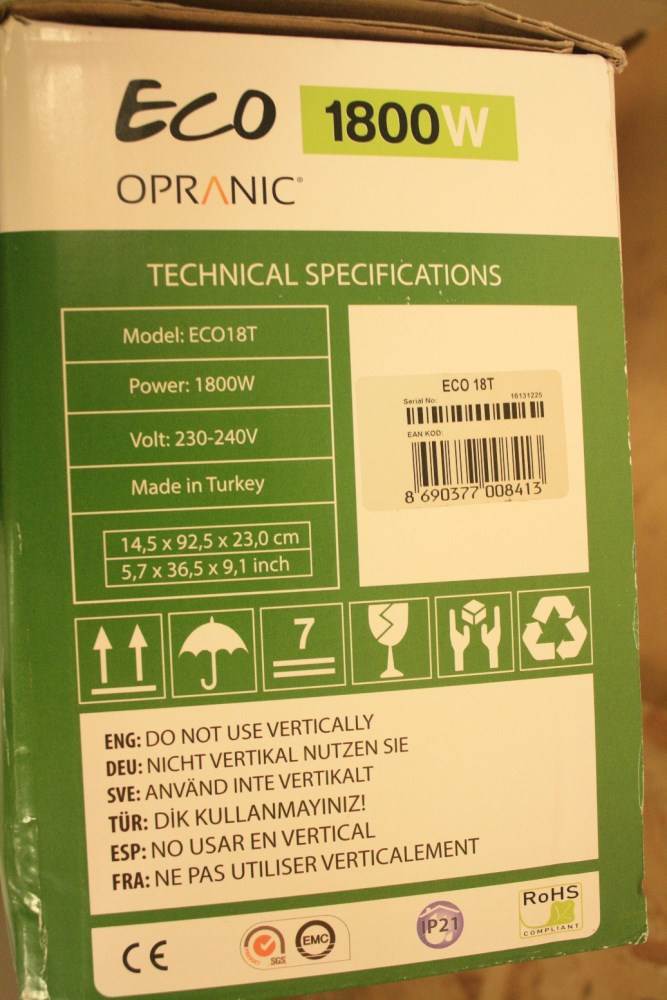 ECO 1800W
OPRANIC®
TECHNICAL SPECIFICATIONS
Model: ECO18T
Power: 1800W
Volt: 230-240V
Made in Turkey
14,5 x 92,5 x 23,0 cm
5,7 x 36,5 x 9,1 inch
ECO 18T
Serial No: 16131225
EAN KOD:
8 690377 008413
7
ENG: DO NOT USE VERTICALLY
DEU: NICHT VERTIKAL NUTZEN SIE
SVE: ANVÄND INTE VERTIKALT
TÜR: DİK KULLANMAYINIZ!
ESP: NO USAR EN VERTICAL
FRA: NE PAS UTILISER VERTICALEMENT
CE
SGS
EMC
IP21
RoHS
COMPLIANT